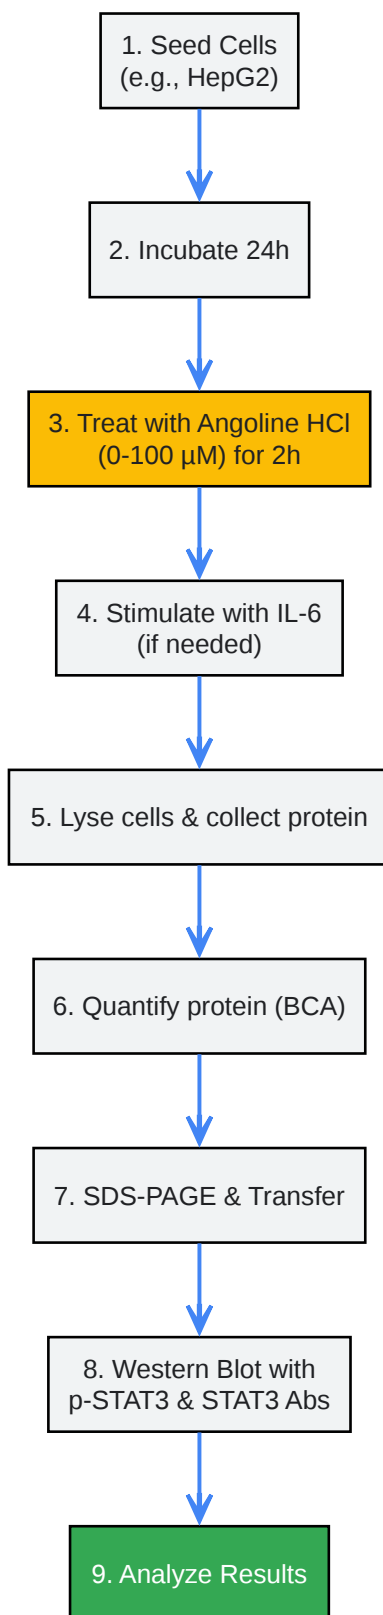 1. Seed Cells
(e.g., HepG2)
2. Incubate 24h
3. Treat with Angoline HCl
(0-100 µM) for 2h
4. Stimulate with IL-6
(if needed)
5. Lyse cells & collect protein
6. Quantify protein (BCA)
7. SDS-PAGE & Transfer
8. Western Blot with
p-STAT3 & STAT3 Abs
9. Analyze Results